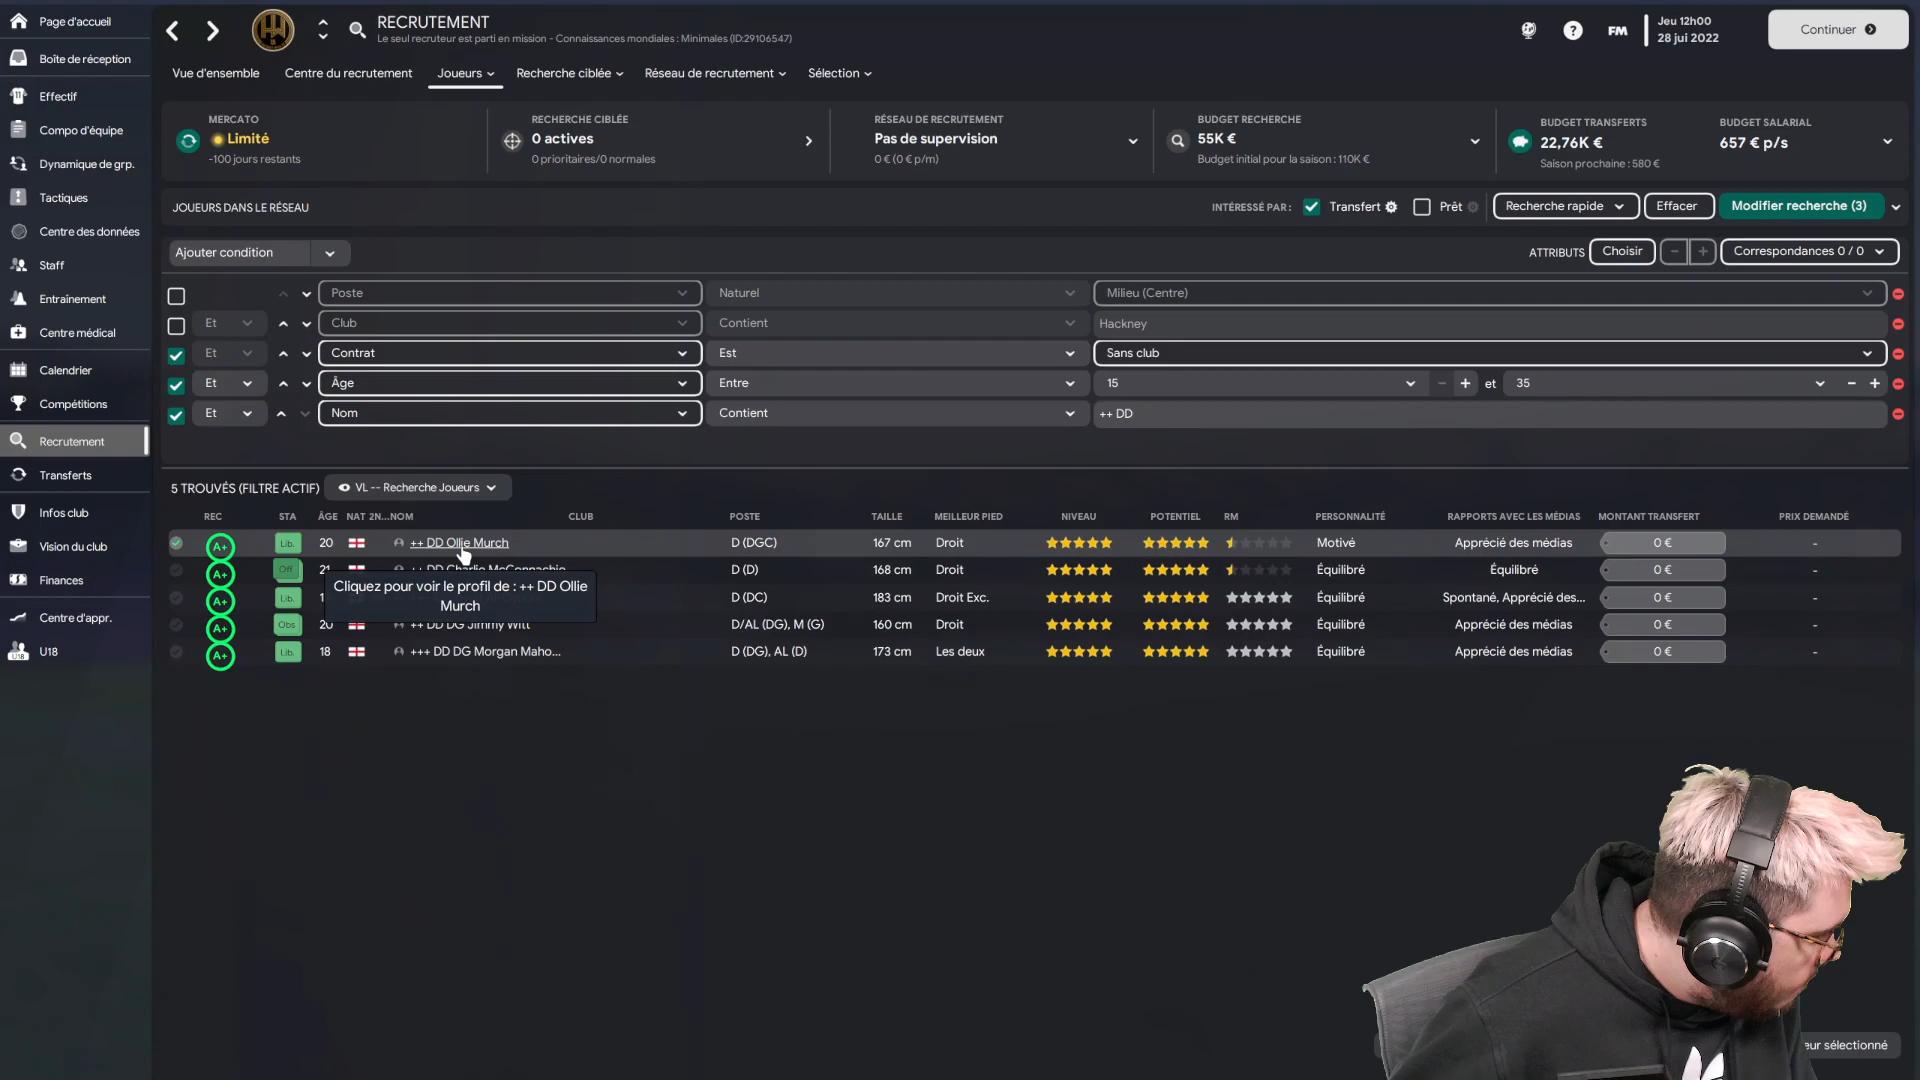 Page d'accueil
Boîte de réception
Effectif
Compo d'équipe
Dynamique de grp.
Tactiques
Centre des données
Staff
Entraînement
Centre médical
Calendrier
Compétitions
Recrutement
Transferts
Infos club
Vision du club
Finances
Centre d'appr.
U18
RECRUTEMENT
Le seul recruteur est parti en mission - Connaissances mondiales : Minimales (ID:29106547)
FM
Jeu 12h00
28 jui 2022
Continuer
Vue d'ensemble Centre du recrutement Joueurs Recherche ciblée Réseau de recrutement Sélection
MERCATO
Limité
-100 jours restants
RECHERCHE CIBLÉE
0 actives
0 prioritaires/0 normales
RÉSEAU DE RECRUTEMENT
Pas de supervision
0 € (0 € p/m)
BUDGET RECHERCHE
55K €
Budget initial pour la saison : 110K €
BUDGET TRANSFERTS
22,76K €
Saison prochaine : 580 €
BUDGET SALARIAL
657 € p/s
JOUEURS DANS LE RÉSEAU
INTÉRESSÉ PAR : Transfert Prêt Recherche rapide Effacer Modifier recherche (3)
Ajouter condition
ATTRIBUTS Choisir - + Correspondances 0 / 0
Poste Naturel Milieu (Centre)
Et Club Contient Hackney
Et Contrat Est Sans club
Et Âge Entre 15 - + et 35 - +
Et Nom Contient ++ DD
5 TROUVÉS (FILTRE ACTIF) VL -- Recherche Joueurs
REC STA ÂGE NAT 2N... NOM CLUB POSTE TAILLE MEILLEUR PIED NIVEAU POTENTIEL RM PERSONNALITÉ RAPPORTS AVEC LES MÉDIAS MONTANT TRANSFERT PRIX DEMANDÉ
A+ Lib. 20 ++ DD Ollie Murch D (DGC) 167 cm Droit Motivé Apprécié des médias 0 € -
A+ Off 21 ++ DD Charlie McConnachie D (D) 168 cm Droit Équilibré Équilibré 0 € -
Cliquez pour voir le profil de : ++ DD Ollie
Murch
A+ Lib. D (DC) 183 cm Droit Exc. Équilibré Spontané, Apprécié des... 0 € -
A+ Obs 20 ++ DD DG Jimmy Witt D/AL (DG), M (G) 160 cm Droit Équilibré Apprécié des médias 0 € -
A+ Lib. 18 +++ DD DG Morgan Maho... D (DG), AL (D) 173 cm Les deux Équilibré Apprécié des médias 0 € -
sélectionné